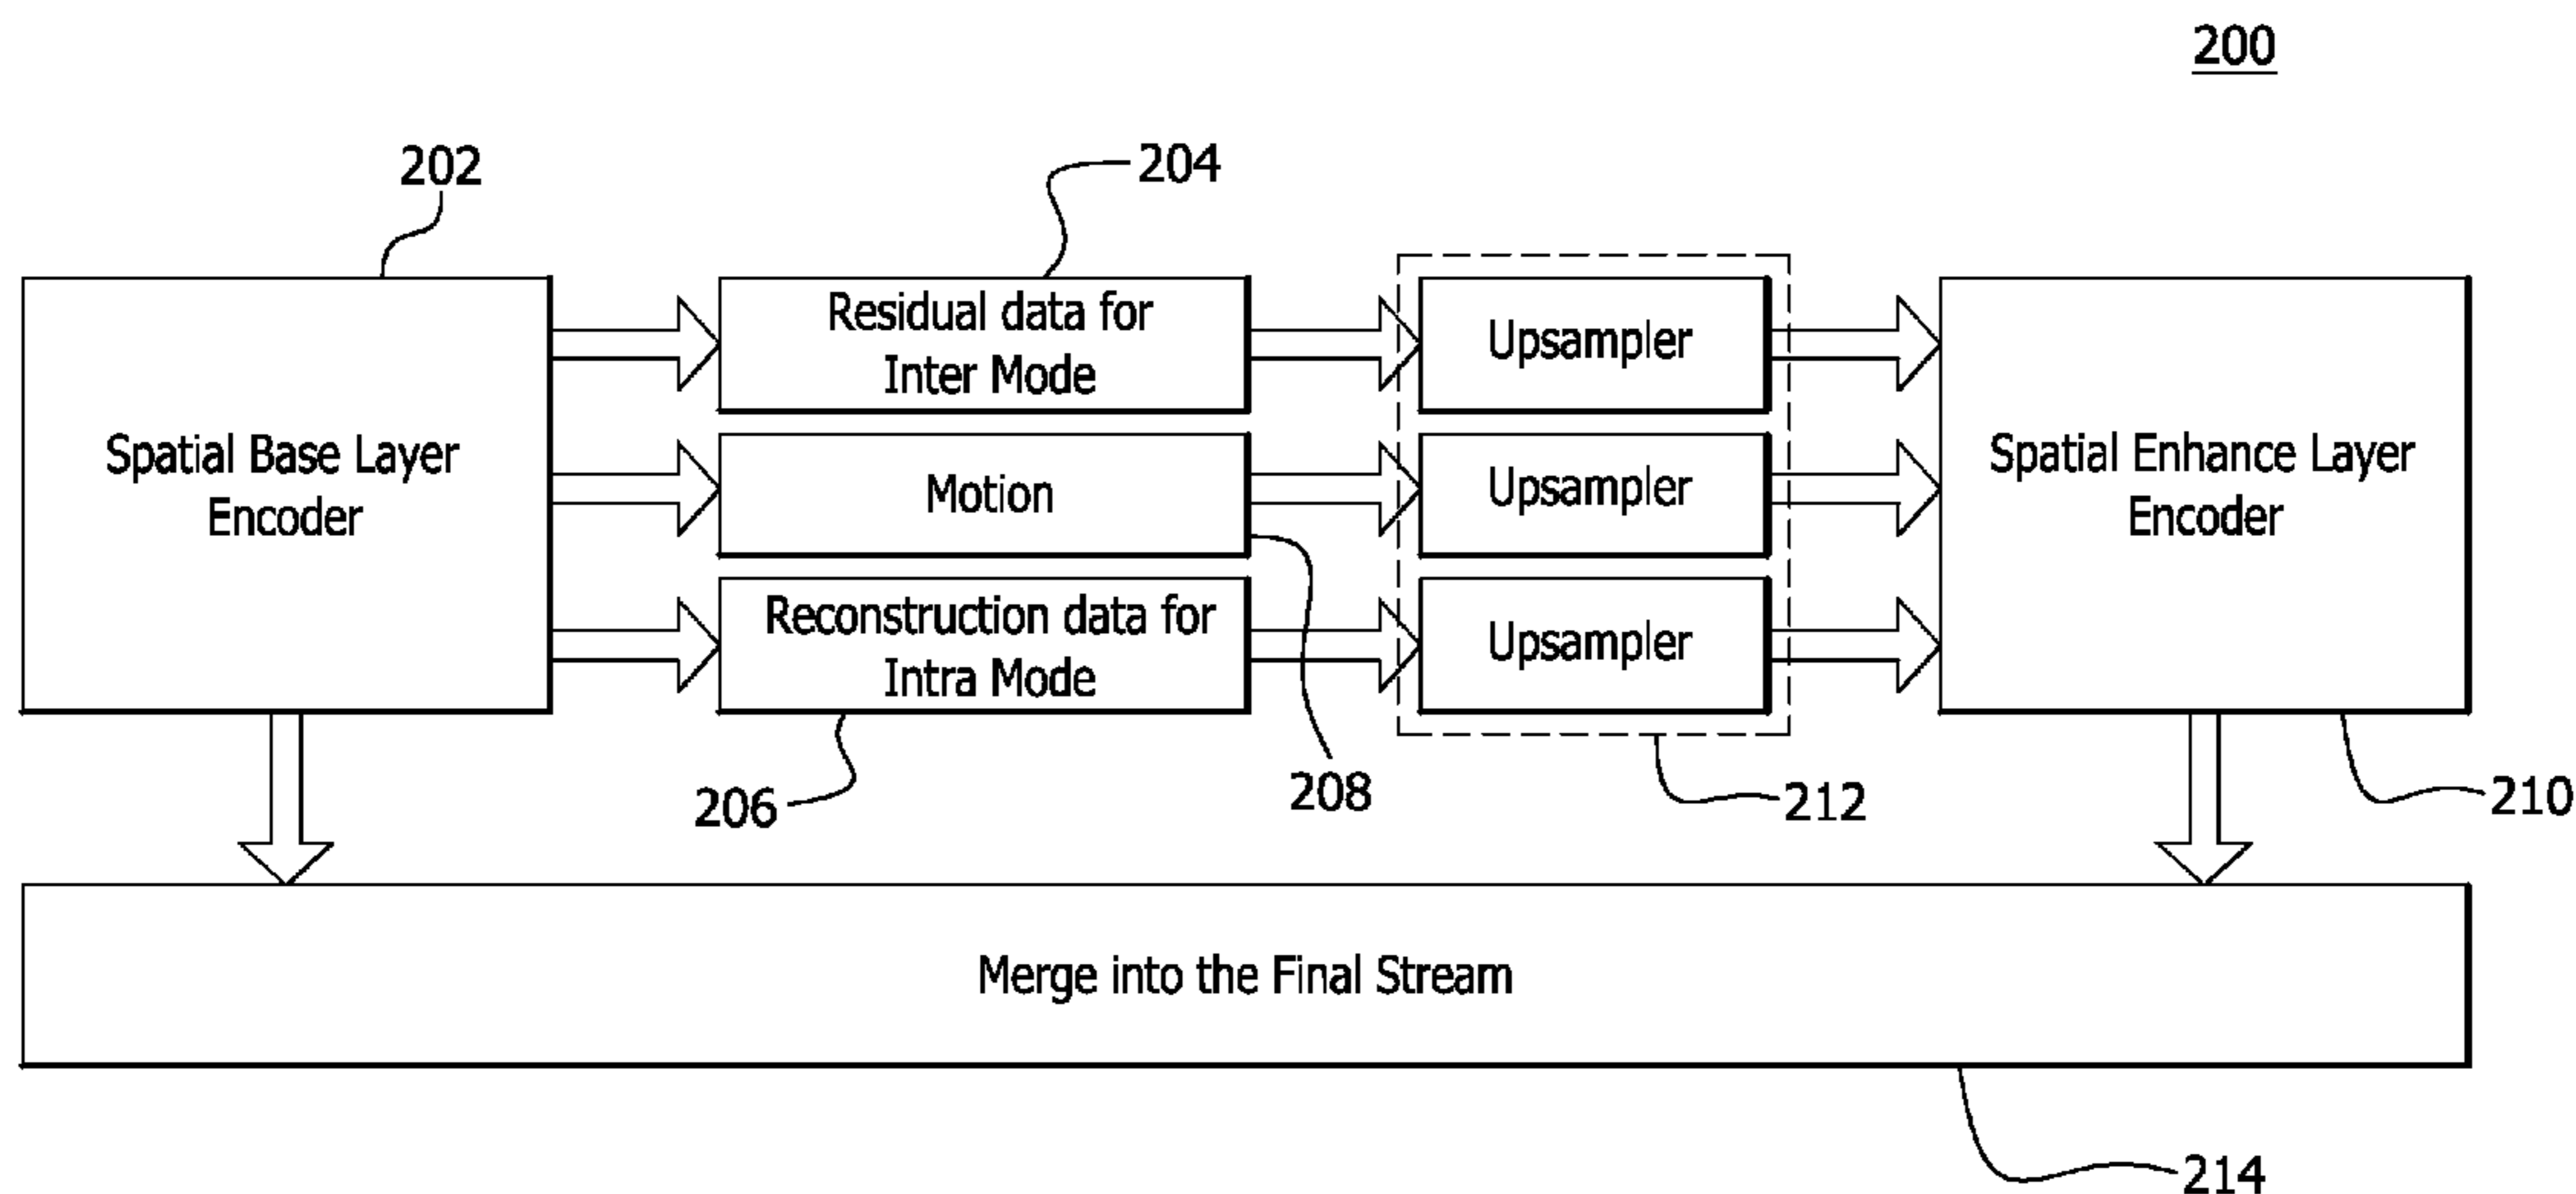 200
202
204
Residual data for
Inter Mode
Upsampler
Spatial Base Layer
Encoder
Motion
Upsampler
Spatial Enhance Layer
Encoder
Reconstruction data for
Intra Mode
Upsampler
206
208
212
210
Merge into the Final Stream
214